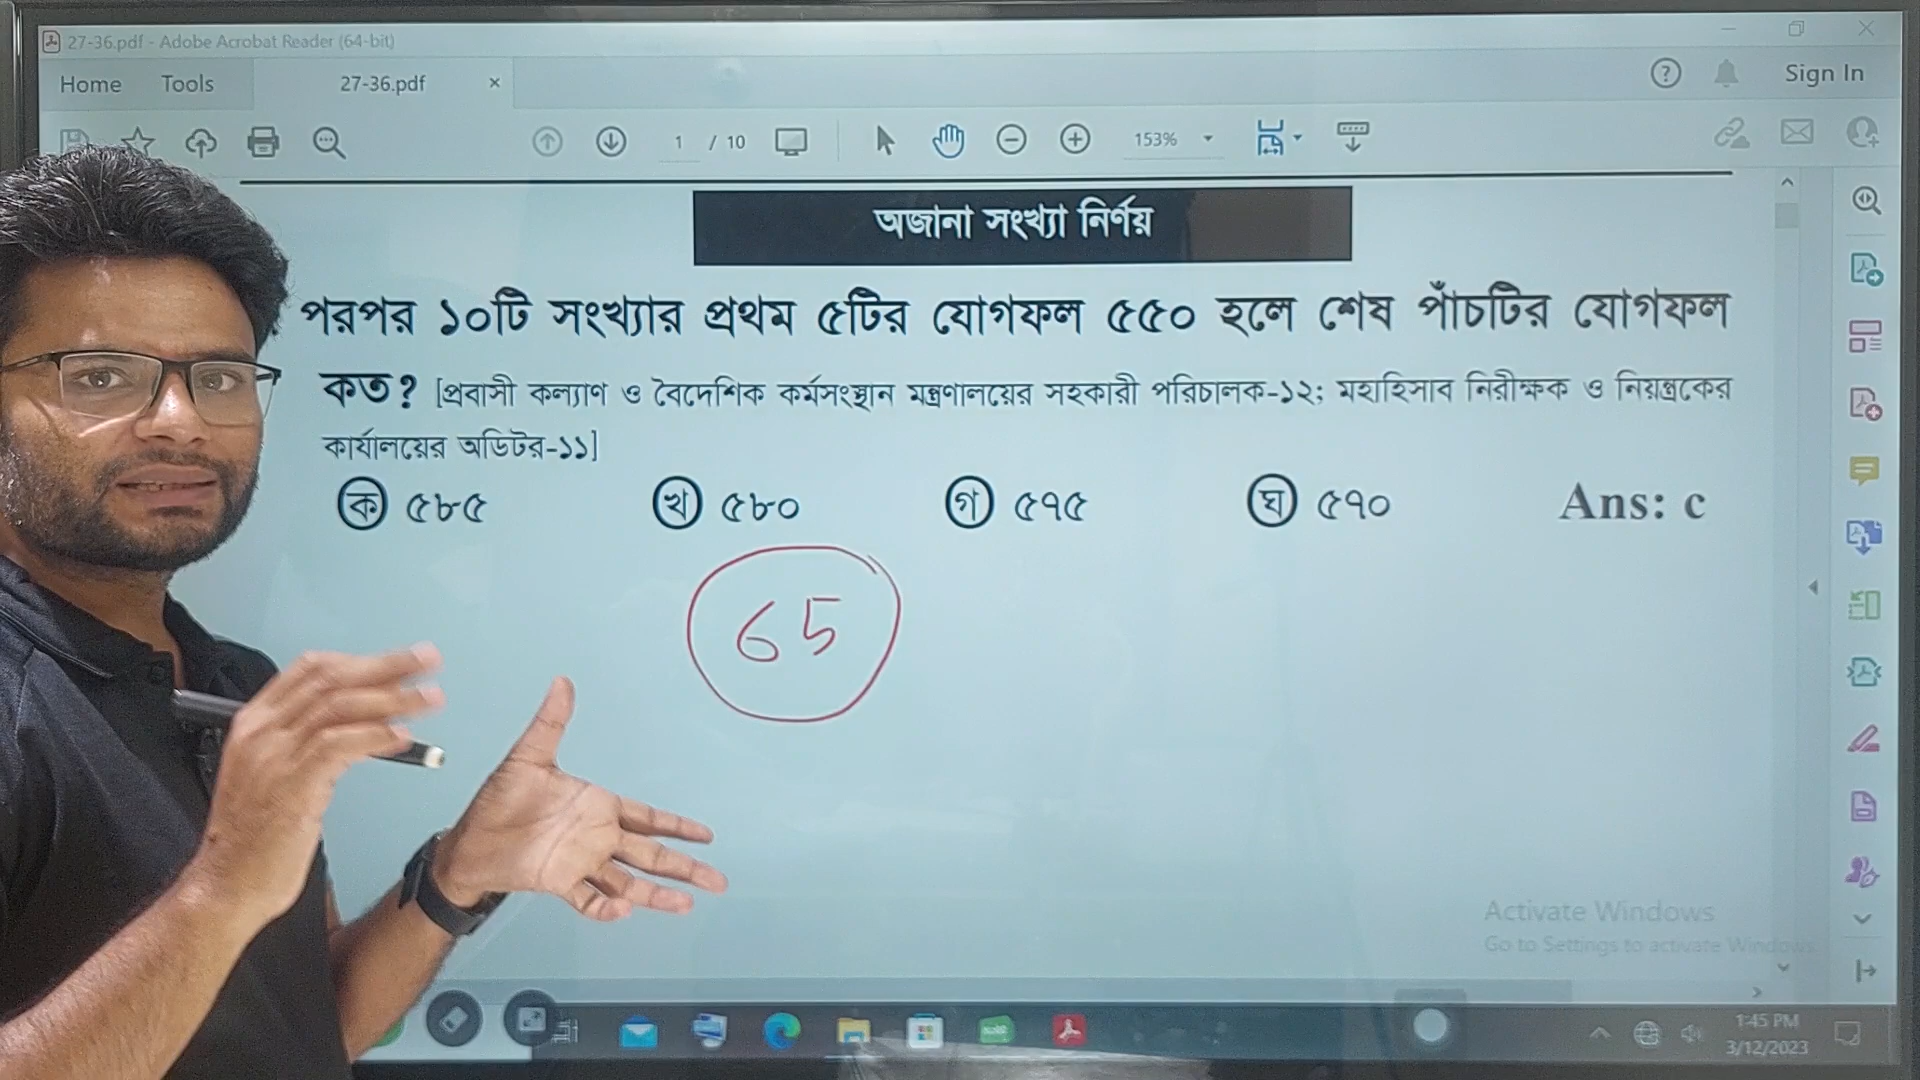 27-36.pdf - Adobe Acrobat Reader (64-bit)
Home Tools 27-36.pdf × Sign In
1 / 10 153%
অজানা সংখ্যা নির্ণয়
পরপর ১০টি সংখ্যার প্রথম ৫টির যোগফল ৫৫০ হলে শেষ পাঁচটির যোগফল
কত? [প্রবাসী কল্যাণ ও বৈদেশিক কর্মসংস্থান মন্ত্রণালয়ের সহকারী পরিচালক-১২; মহাহিসাব নিরীক্ষক ও নিয়ন্ত্রকের
কার্যালয়ের অডিটর-১১]
ক ৫৮৫ খ ৫৮০ গ ৫৭৫ ঘ ৫৭০ Ans: c
65
Activate Windows
Go to Settings to activate Windows.
1:45 PM
3/12/2023